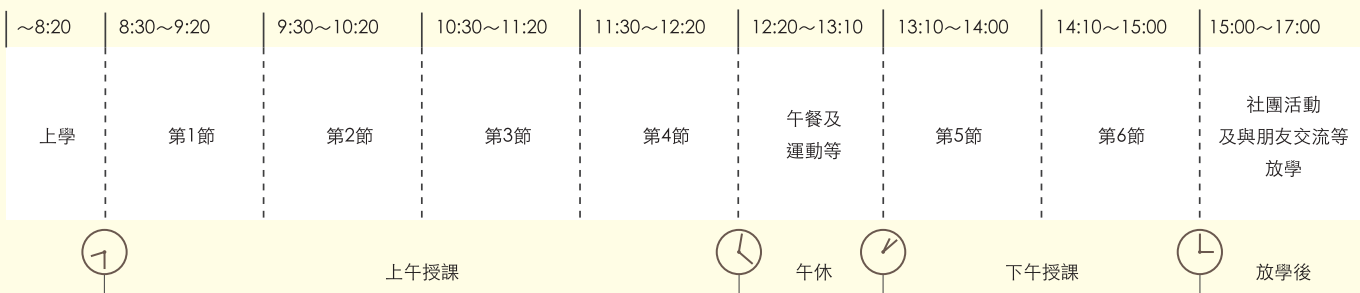 ～8:20
8:30～9:20
9:30～10:20
10:30～11:20
11:30～12:20
12:20～13:10
13:10～14:00
14:10～15:00
15:00～17:00
上學
第1節
第2節
第3節
第4節
午餐及
運動等
第5節
第6節
社團活動
及與朋友交流等
放學
上午授課
午休
下午授課
放學後